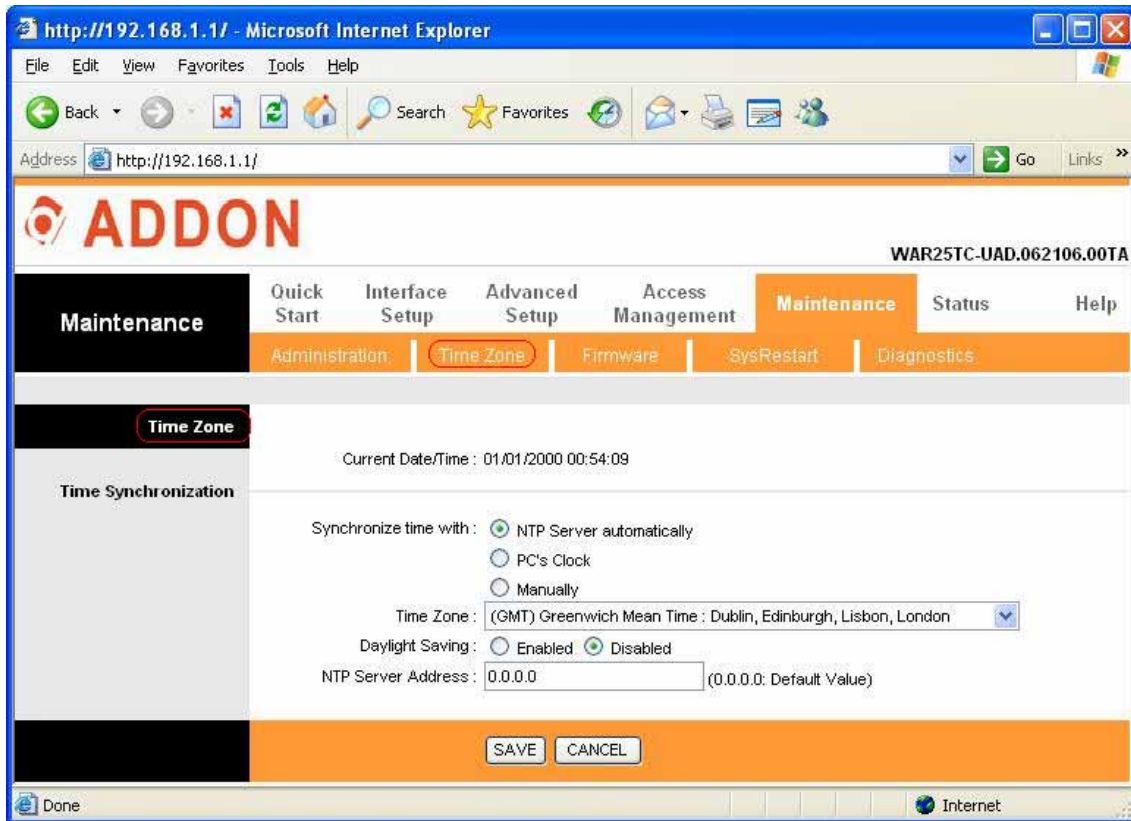 http://192.168.1.1/ - Microsoft Internet Explorer
File Edit View Favorites Tools Help
Back Search Favorites
Address http://192.168.1.1/ Go Links »
ADDON
WAR25TC-UAD.062106.00TA
Maintenance
Quick Start Interface Setup Advanced Setup Access Management Maintenance Status Help
Administration Time Zone Firmware SysRestart Diagnostics
Time Zone
Current Date/Time : 01/01/2000 00:54:09
Time Synchronization
Synchronize time with : NTP Server automatically
PC's Clock
Manually
Time Zone : (GMT) Greenwich Mean Time : Dublin, Edinburgh, Lisbon, London
Daylight Saving : Enabled Disabled
NTP Server Address : 0.0.0.0 (0.0.0.0: Default Value)
SAVE CANCEL
Done Internet